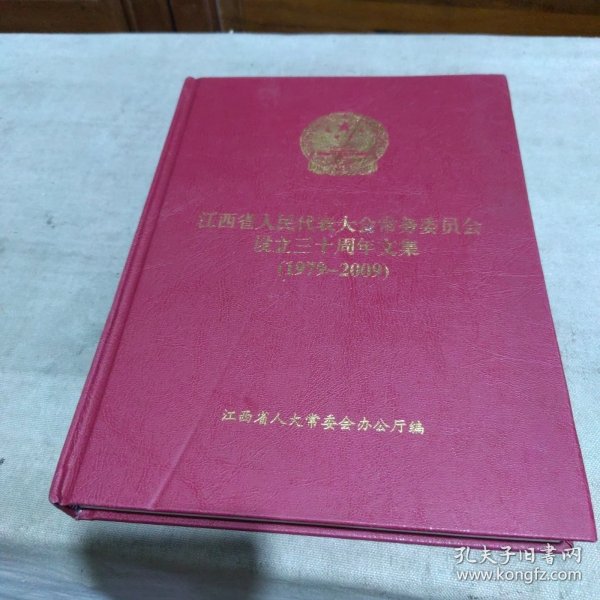 江西省人民代表大会常务委员会
设立三十周年文集
(1979-2009)
江西省人大常委会办公厅编
孔夫子旧书网
www.kongfz.com